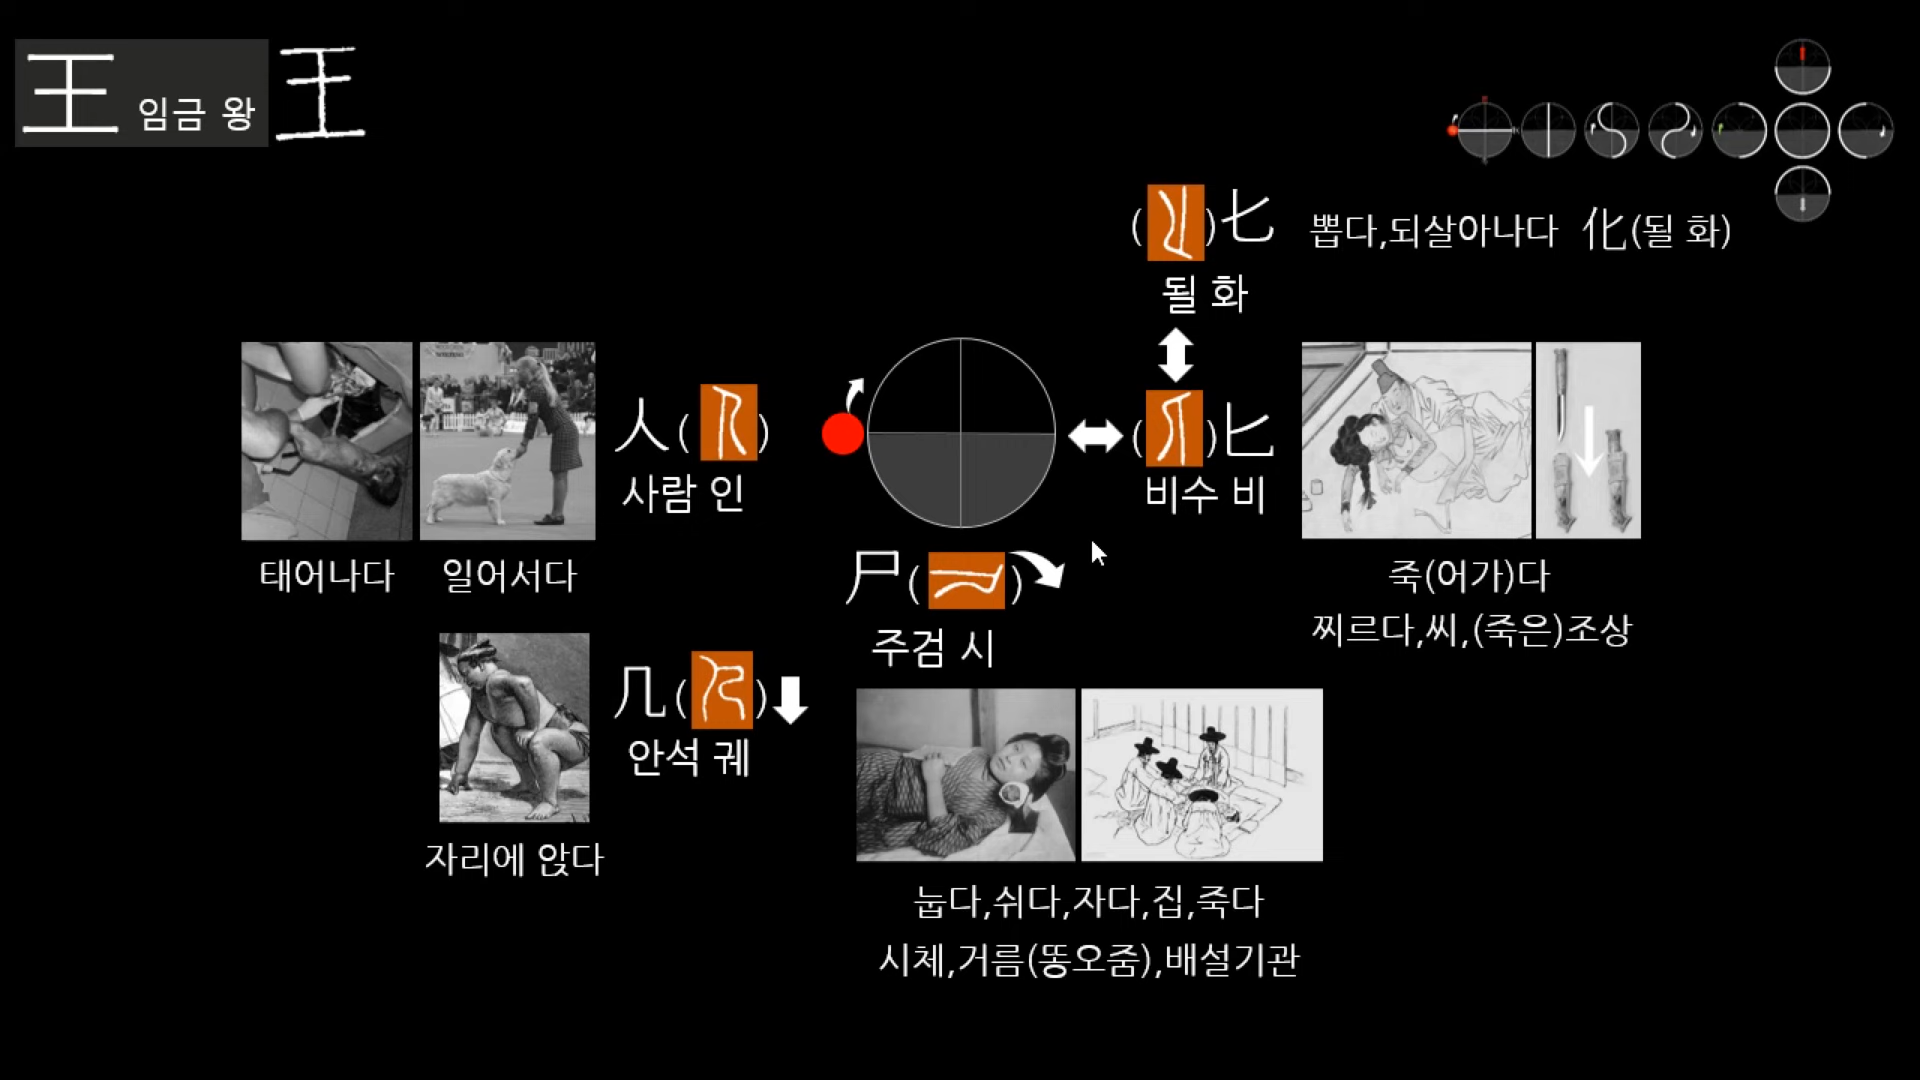 王 임금 왕 王
( )匕 뽑다,되살아나다 化(될 화)
될 화
人( )
사람 인
( )匕
비수 비
태어나다 일어서다
尸( )
주검 시
죽(어가)다
찌르다,씨,(죽은)조상
几( )
안석 궤
자리에 앉다
눕다,쉬다,자다,집,죽다
시체,거름(똥오줌),배설기관